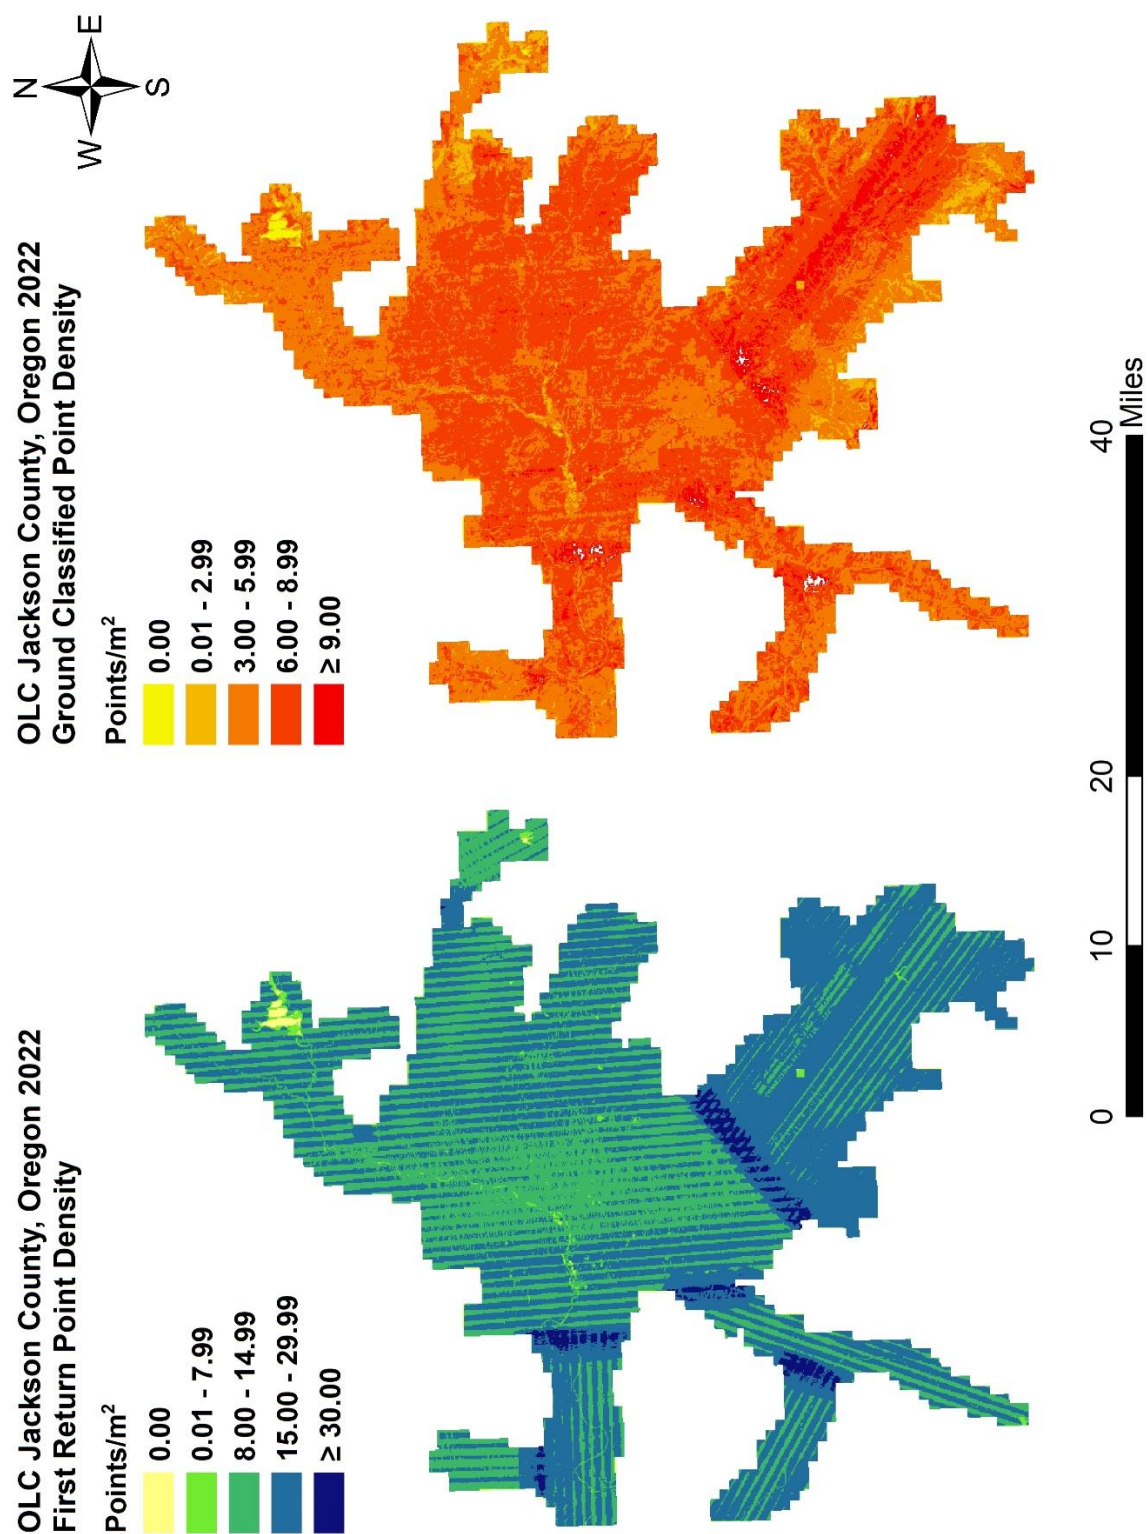 OLC Jackson County, Oregon 2022
First Return Point Density
Points/m²
0.00
0.01 - 7.99
8.00 - 14.99
15.00 - 29.99
≥ 30.00
OLC Jackson County, Oregon 2022
Ground Classified Point Density
Points/m²
0.00
0.01 - 2.99
3.00 - 5.99
6.00 - 8.99
≥ 9.00
N
W E
S
0 10 20 40
Miles